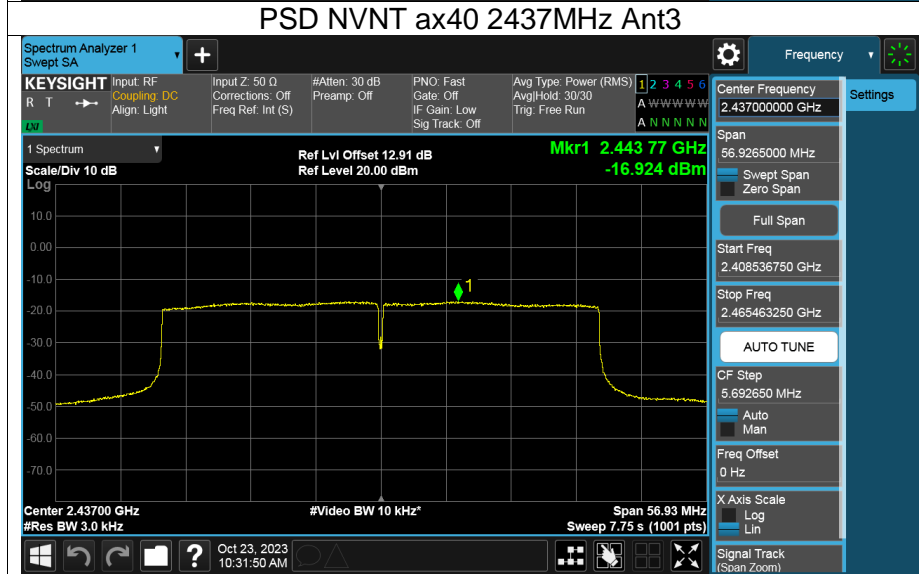 PSD NVNT ax40 2437MHz Ant3
Spectrum Analyzer 1
Swept SA
+
Frequency
KEYSIGHT
R T
LXI
Input: RF
Coupling: DC
Align: Light
Input Z: 50 Ω
Corrections: Off
Freq Ref: Int (S)
#Atten: 30 dB
Preamp: Off
PNO: Fast
Gate: Off
IF Gain: Low
Sig Track: Off
Avg Type: Power (RMS)
Avg|Hold: 30/30
Trig: Free Run
1 2 3 4 5 6
A W W W W W
A N N N N N
1 Spectrum
Scale/Div 10 dB
Log
Ref Lvl Offset 12.91 dB
Ref Level 20.00 dBm
Mkr1 2.443 77 GHz
-16.924 dBm
10.0
0.00
-10.0
-20.0
-30.0
-40.0
-50.0
-60.0
-70.0
1
Center 2.43700 GHz
#Res BW 3.0 kHz
#Video BW 10 kHz*
Span 56.93 MHz
Sweep 7.75 s (1001 pts)
?
Oct 23, 2023
10:31:50 AM
Center Frequency
2.437000000 GHz
Settings
Span
56.9265000 MHz
Swept Span
Zero Span
Full Span
Start Freq
2.408536750 GHz
Stop Freq
2.465463250 GHz
AUTO TUNE
CF Step
5.692650 MHz
Auto
Man
Freq Offset
0 Hz
X Axis Scale
Log
Lin
Signal Track
(Span Zoom)